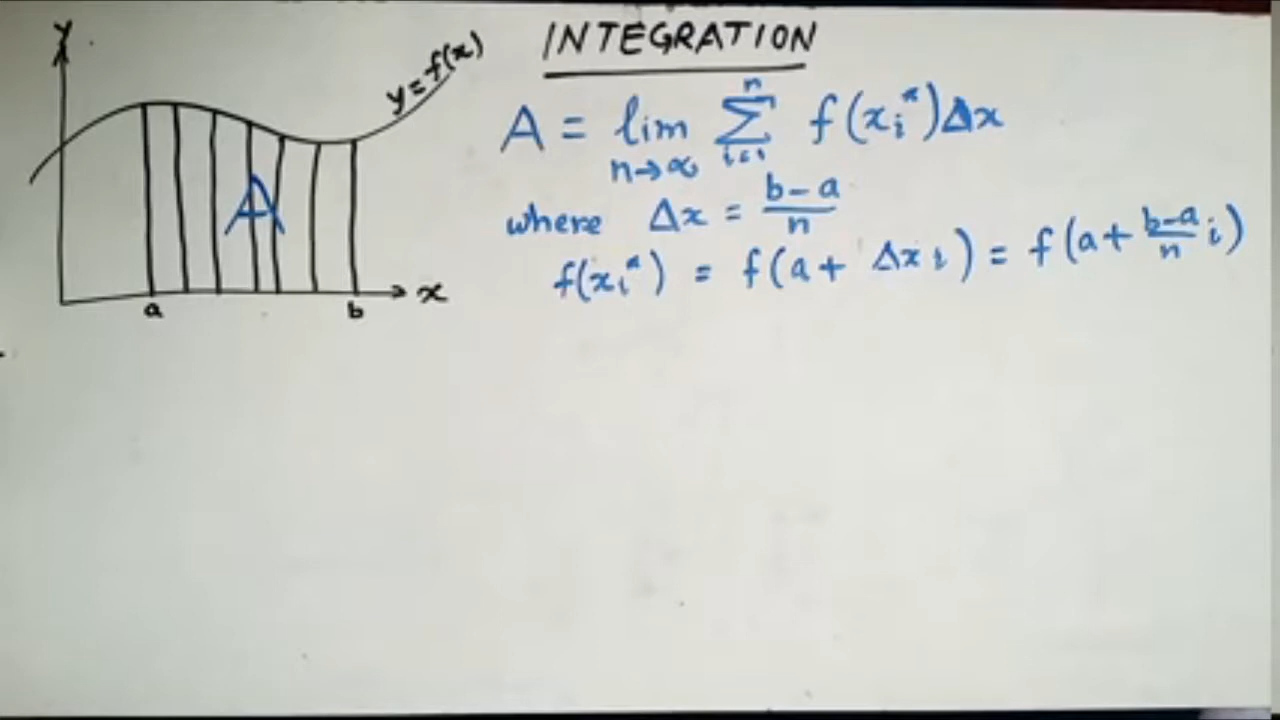 INTEGRATION
y
y = f(x)
A = lim n→∞ n Σ i=1 f(xᵢ*)Δx
A
where Δx = b-a/n
f(xᵢ*) = f(a + Δx i) = f(a + b-a/n i)
x
a b